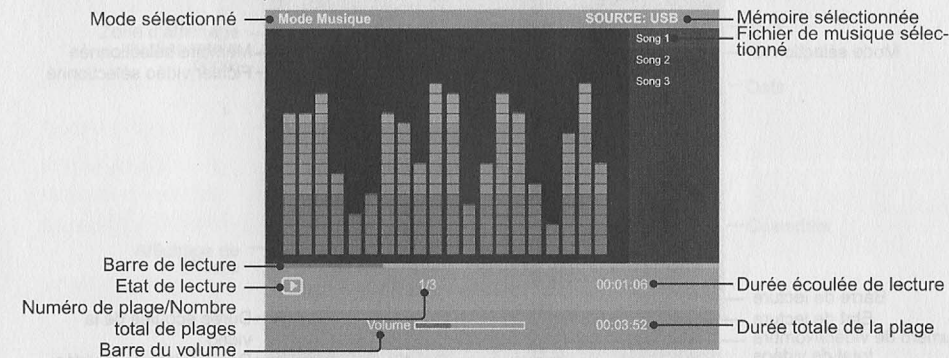 Mode sélectionné
Mode Musique
SOURCE: USB
Mémoire sélectionnée
Song 1
Fichier de musique sélec-
tionné
Song 2
Song 3
Barre de lecture
Etat de lecture
1/3
00:01:06
Durée écoulée de lecture
Numéro de plage/Nombre
total de plages
Volume
00:03:52
Durée totale de la plage
Barre du volume